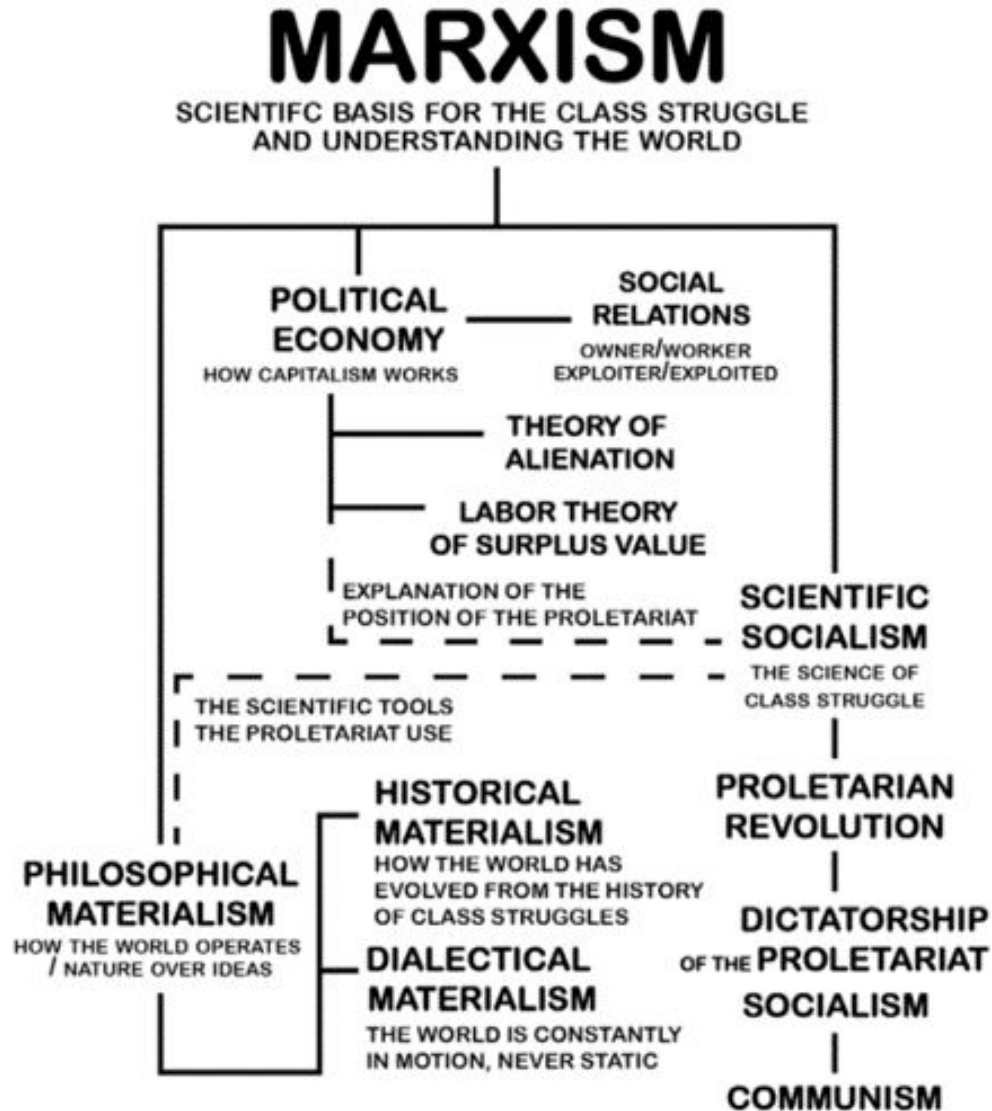 MARXISM
SCIENTIFC BASIS FOR THE CLASS STRUGGLE
AND UNDERSTANDING THE WORLD
POLITICAL
ECONOMY
HOW CAPITALISM WORKS
SOCIAL
RELATIONS
OWNER/WORKER
EXPLOITER/EXPLOITED
THEORY OF
ALIENATION
LABOR THEORY
OF SURPLUS VALUE
EXPLANATION OF THE
POSITION OF THE PROLETARIAT
SCIENTIFIC
SOCIALISM
THE SCIENCE OF
CLASS STRUGGLE
THE SCIENTIFIC TOOLS
THE PROLETARIAT USE
PROLETARIAN
REVOLUTION
HISTORICAL
MATERIALISM
HOW THE WORLD HAS
EVOLVED FROM THE HISTORY
OF CLASS STRUGGLES
PHILOSOPHICAL
MATERIALISM
HOW THE WORLD OPERATES
/ NATURE OVER IDEAS
DIALECTICAL
MATERIALISM
THE WORLD IS CONSTANTLY
IN MOTION, NEVER STATIC
DICTATORSHIP
OF THE PROLETARIAT
SOCIALISM
COMMUNISM